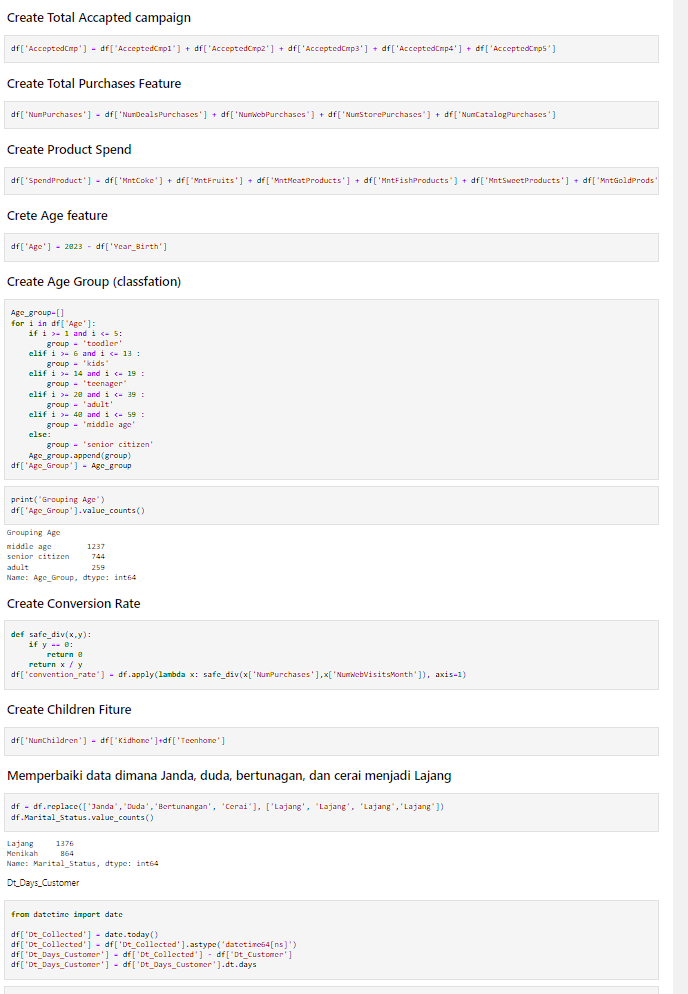 Create Total Accapted campaign
df['AcceptedCmp'] = df['AcceptedCmp1'] + df['AcceptedCmp2'] + df['AcceptedCmp3'] + df['AcceptedCmp4'] + df['AcceptedCmp5']
Create Total Purchases Feature
df['NumPurchases'] = df['NumDealsPurchases'] + df['NumWebPurchases'] + df['NumStorePurchases'] + df['NumCatalogPurchases']
Create Product Spend
df['SpendProduct'] = df['MntCoke'] + df['MntFruits'] + df['MntMeatProducts'] + df['MntFishProducts'] + df['MntSweetProducts'] + df['MntGoldProds'
Crete Age feature
df['Age'] = 2023 - df['Year_Birth']
Create Age Group (classfation)
Age_group=[]
for i in df['Age']:
    if i >= 1 and i <= 5:
        group = 'toodler'
    elif i >= 6 and i <= 13 :
        group = 'kids'
    elif i >= 14 and i <= 19 :
        group = 'teenager'
    elif i >= 20 and i <= 39 :
        group = 'adult'
    elif i >= 40 and i <= 59 :
        group = 'middle age'
    else:
        group = 'senior citizen'
    Age_group.append(group)
df['Age_Group'] = Age_group
print('Grouping Age')
df['Age_Group'].value_counts()
Grouping Age
middle age 1237
senior citizen 744
adult 259
Name: Age_Group, dtype: int64
Create Conversion Rate
def safe_div(x,y):
    if y == 0:
        return 0
    return x / y
df['convention_rate'] = df.apply(lambda x: safe_div(x['NumPurchases'],x['NumWebVisitsMonth']), axis=1)
Create Children Fiture
df['NumChildren'] = df['Kidhome']+df['Teenhome']
Memperbaiki data dimana Janda, duda, bertunagan, dan cerai menjadi Lajang
df = df.replace(['Janda','Duda','Bertunangan', 'Cerai'], ['Lajang', 'Lajang', 'Lajang','Lajang'])
df.Marital_Status.value_counts()
Lajang 1376
Menikah 864
Name: Marital_Status, dtype: int64
Dt_Days_Customer
from datetime import date
df['Dt_Collected'] = date.today()
df['Dt_Collected'] = df['Dt_Collected'].astype('datetime64[ns]')
df['Dt_Days_Customer'] = df['Dt_Collected'] - df['Dt_Customer']
df['Dt_Days_Customer'] = df['Dt_Days_Customer'].dt.days